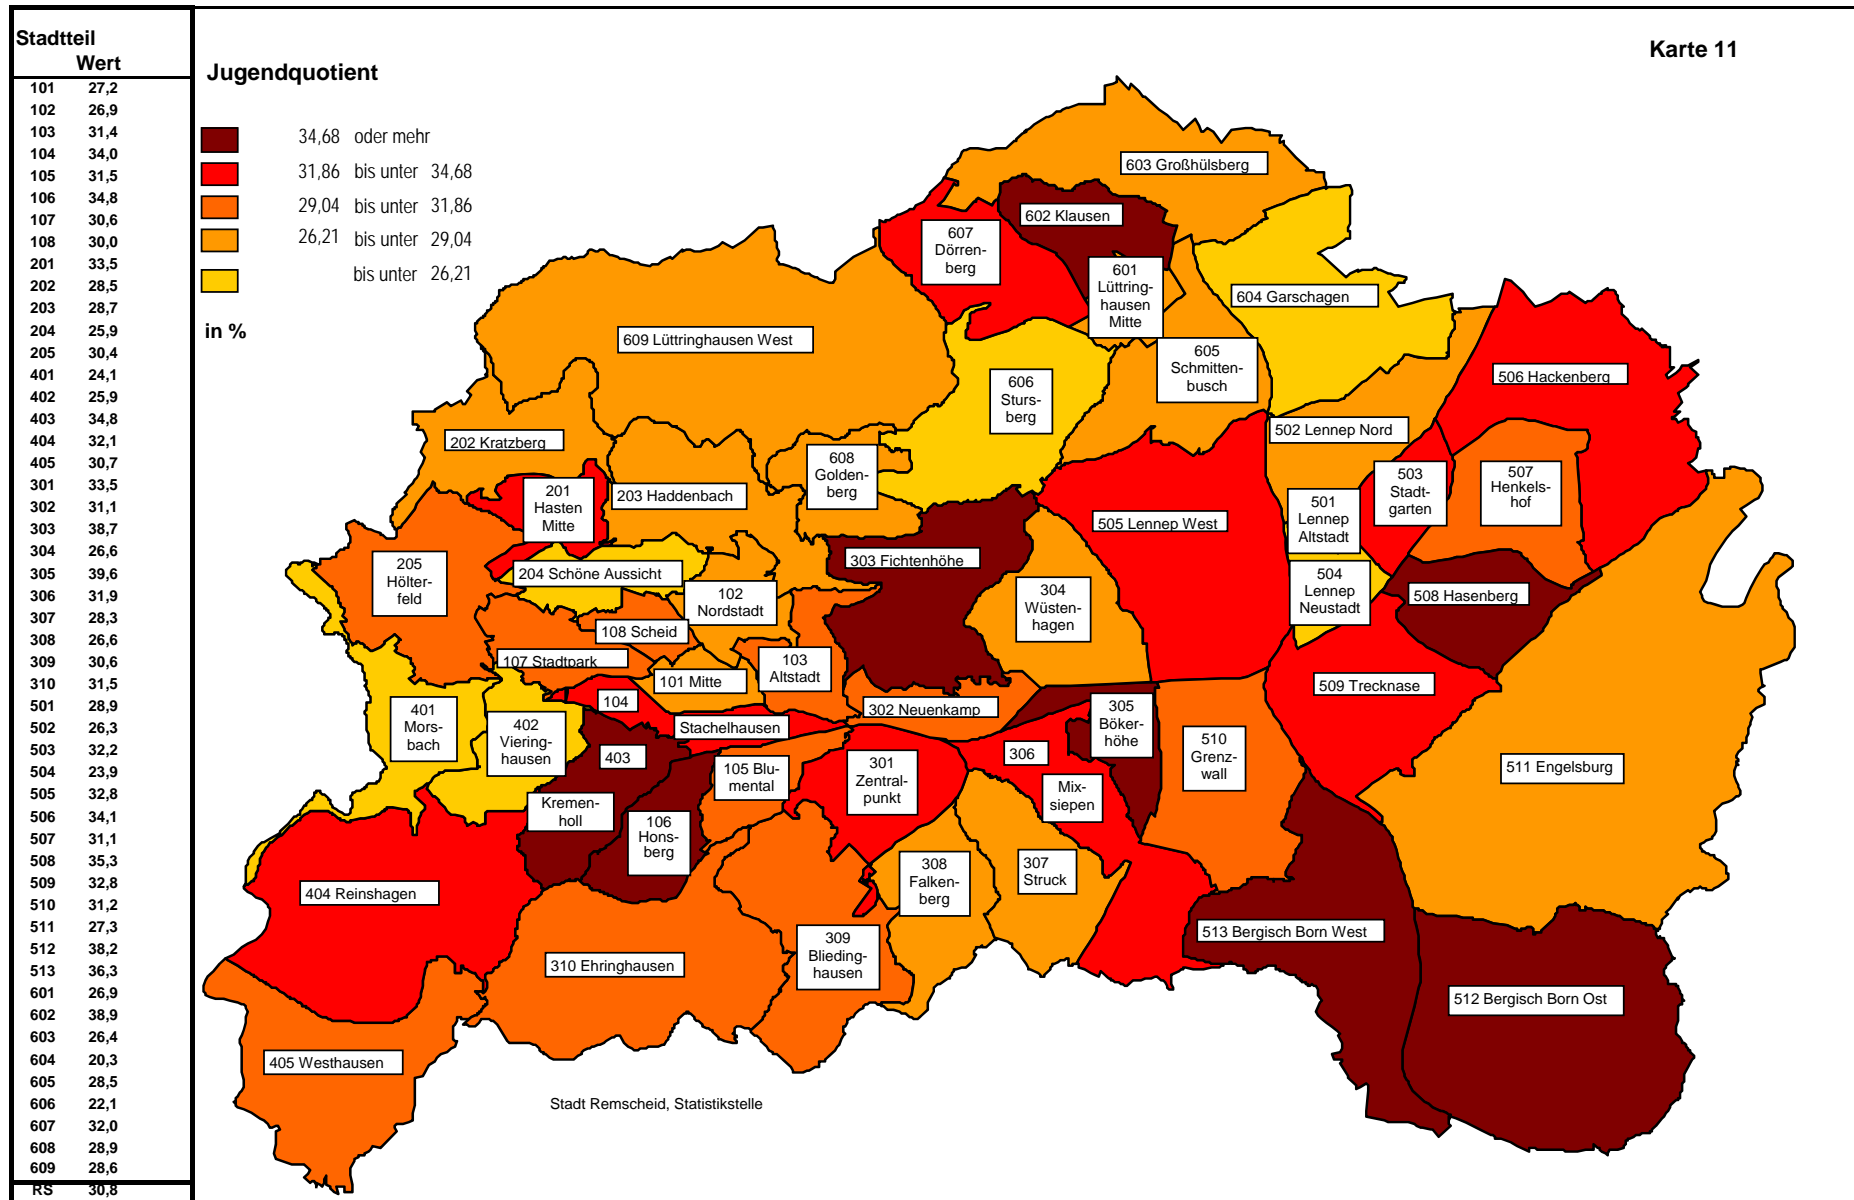 Stadtteil
Wert
101 27,2
102 26,9
103 31,4
104 34,0
105 31,5
106 34,8
107 30,6
108 30,0
201 33,5
202 28,5
203 28,7
204 25,9
205 30,4
401 24,1
402 25,9
403 34,8
404 32,1
405 30,7
301 33,5
302 31,1
303 38,7
304 26,6
305 39,6
306 31,9
307 28,3
308 26,6
309 30,6
310 31,5
501 28,9
502 26,3
503 32,2
504 23,9
505 32,8
506 34,1
507 31,1
508 35,3
509 32,8
510 31,2
511 27,3
512 38,2
513 36,3
601 26,9
602 38,9
603 26,4
604 20,3
605 28,5
606 22,1
607 32,0
608 28,9
609 28,6
RS 30,8
Karte 11
Jugendquotient
34,68 oder mehr
31,86 bis unter 34,68
29,04 bis unter 31,86
26,21 bis unter 29,04
bis unter 26,21
in %
603 Großhülsberg
602 Klausen
607
Dörren-
berg
601
Lüttring-
hausen
Mitte
604 Garschagen
609 Lüttringhausen West
605
Schmitten-
busch
606
Sturs-
berg
506 Hackenberg
502 Lennep Nord
202 Kratzberg
608
Golden-
berg
503
Stadt-
garten
507
Henkels-
hof
201
Hasten
Mitte
203 Haddenbach
501
Lennep
Altstadt
505 Lennep West
303 Fichtenhöhe
205
Hölter-
feld
204 Schöne Aussicht
102
Nordstadt
304
Wüsten-
hagen
504
Lennep
Neustadt
508 Hasenberg
108 Scheid
107 Stadtpark
103
Altstadt
101 Mitte
509 Trecknase
104
Stachelhausen
302 Neuenkamp
401
Mors-
bach
402
Viering-
hausen
305
Böker-
höhe
510
Grenz-
wall
403
Kremen-
holl
105 Blu-
mental
301
Zentral-
punkt
306
Mix-
siepen
511 Engelsburg
106
Hons-
berg
308
Falken-
berg
307
Struck
404 Reinshagen
309
Blieding-
hausen
513 Bergisch Born West
310 Ehringhausen
512 Bergisch Born Ost
405 Westhausen
Stadt Remscheid, Statistikstelle